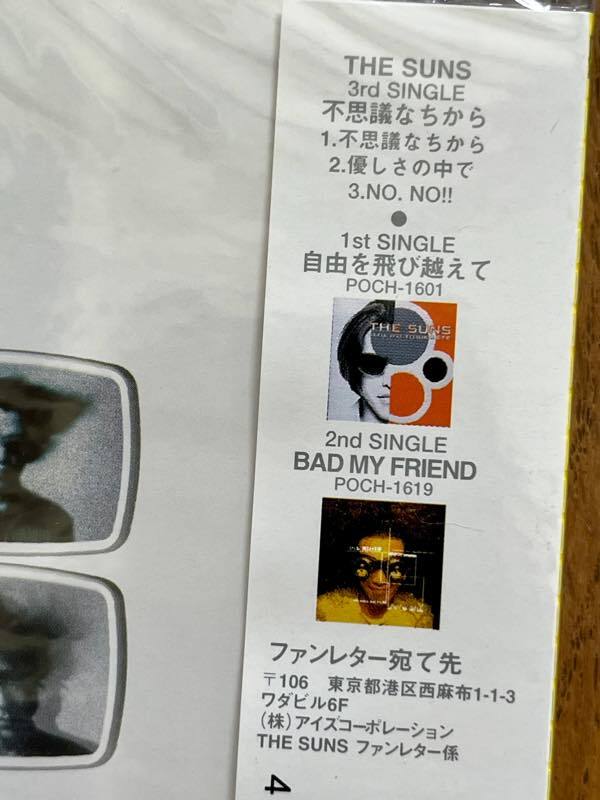 THE SUNS
3rd SINGLE
不思議なちから
1.不思議なちから
2.優しさの中で
3.NO. NO!!
●
1st SINGLE
自由を飛び越えて
POCH-1601
THE SUNS
2nd SINGLE
BAD MY FRIEND
POCH-1619
ファンレター宛て先
〒106 東京都港区西麻布1-1-3
ワダビル6F
(株)アイズコーポレーション
THE SUNS ファンレター係
4